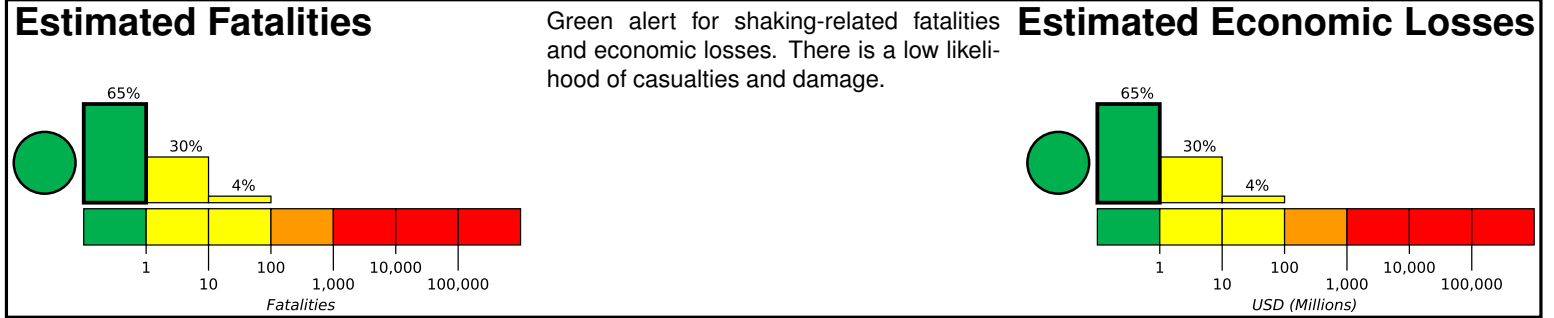 Estimated Fatalities
65%
30%
4%
1
10
100
1,000
10,000
100,000
Fatalities
Green alert for shaking-related fatalities
and economic losses. There is a low likeli-
hood of casualties and damage.
Estimated Economic Losses
65%
30%
4%
1
10
100
1,000
10,000
100,000
USD (Millions)